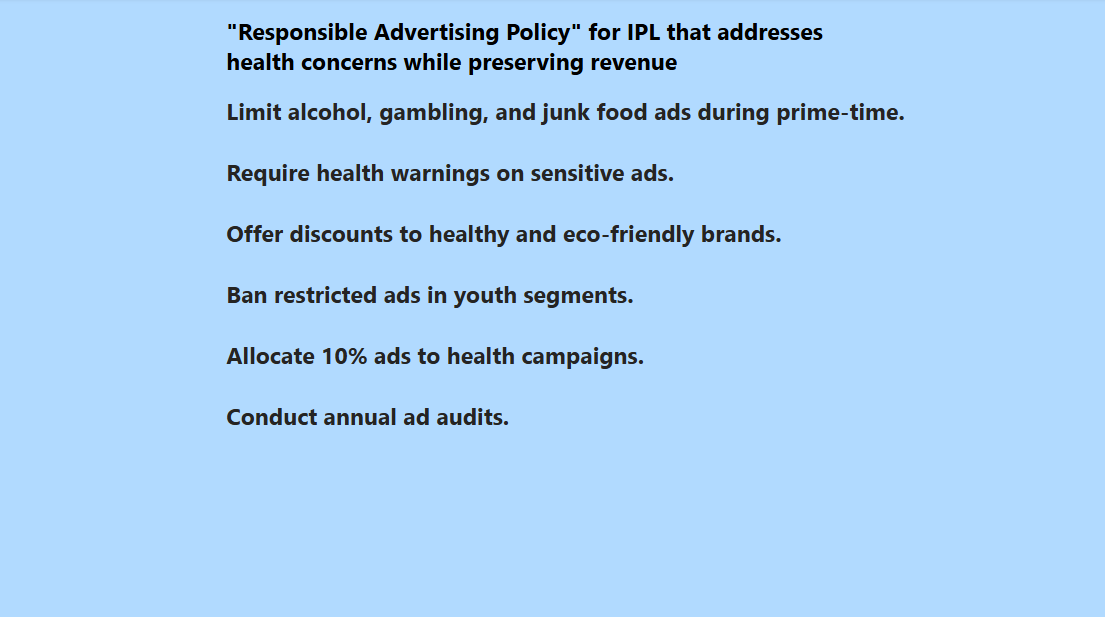 "Responsible Advertising Policy" for IPL that addresses
health concerns while preserving revenue
Limit alcohol, gambling, and junk food ads during prime-time.
Require health warnings on sensitive ads.
Offer discounts to healthy and eco-friendly brands.
Ban restricted ads in youth segments.
Allocate 10% ads to health campaigns.
Conduct annual ad audits.